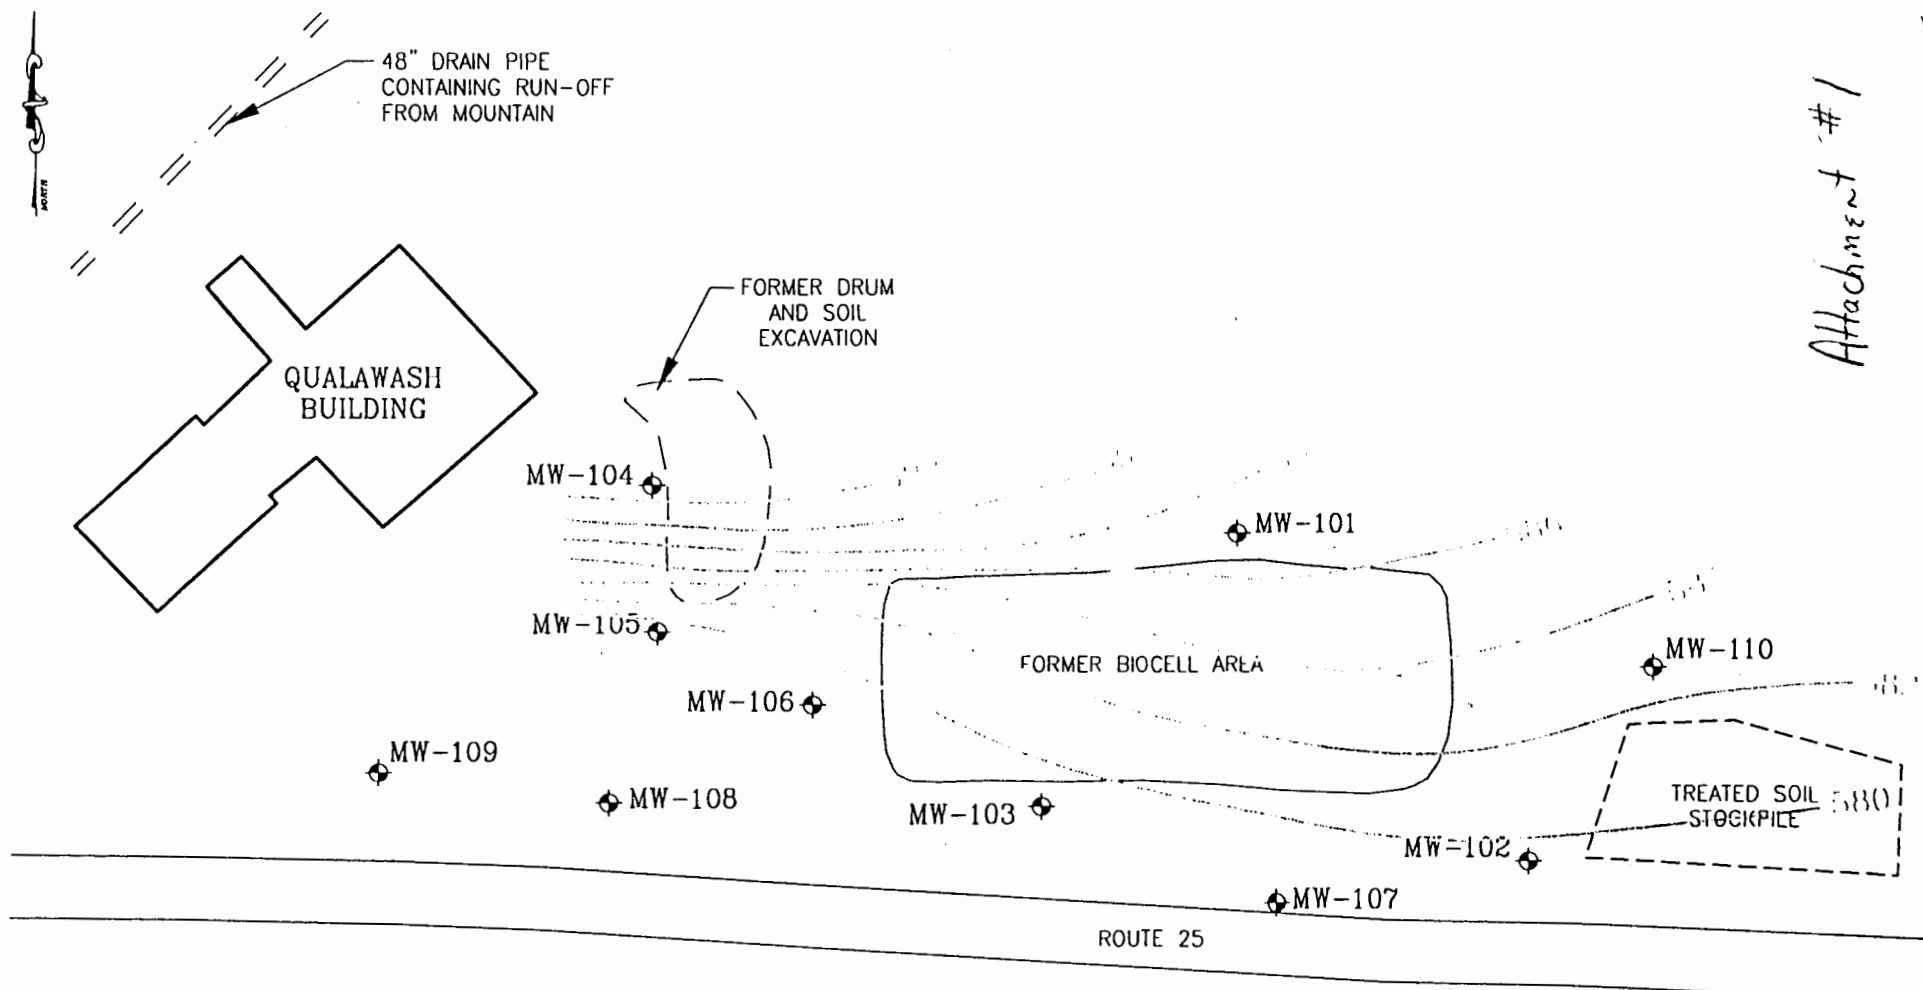 48" DRAIN PIPE
CONTAINING RUN-OFF
FROM MOUNTAIN
NORTH
Attachment #1
FORMER DRUM
AND SOIL
EXCAVATION
QUALAWASH
BUILDING
MW-104
MW-101
MW-105
FORMER BIOCELL AREA
MW-110
MW-106
MW-109
MW-108
MW-103
TREATED SOIL
STOCKPILE
580
MW-102
MW-107
ROUTE 25